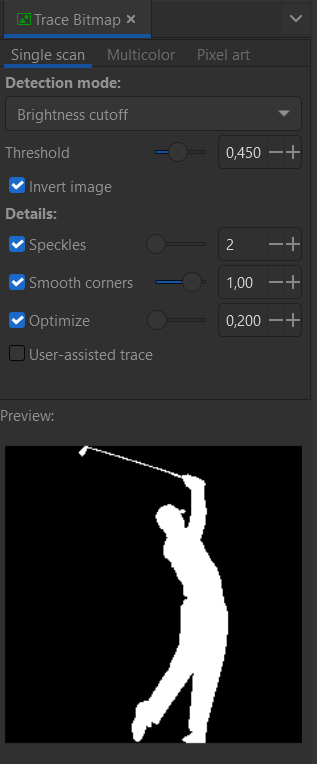 Trace Bitmap ×
Single scan Multicolor Pixel art
Detection mode:
Brightness cutoff
Threshold 0,450
Invert image
Details:
Speckles 2
Smooth corners 1,00
Optimize 0,200
User-assisted trace
Preview: